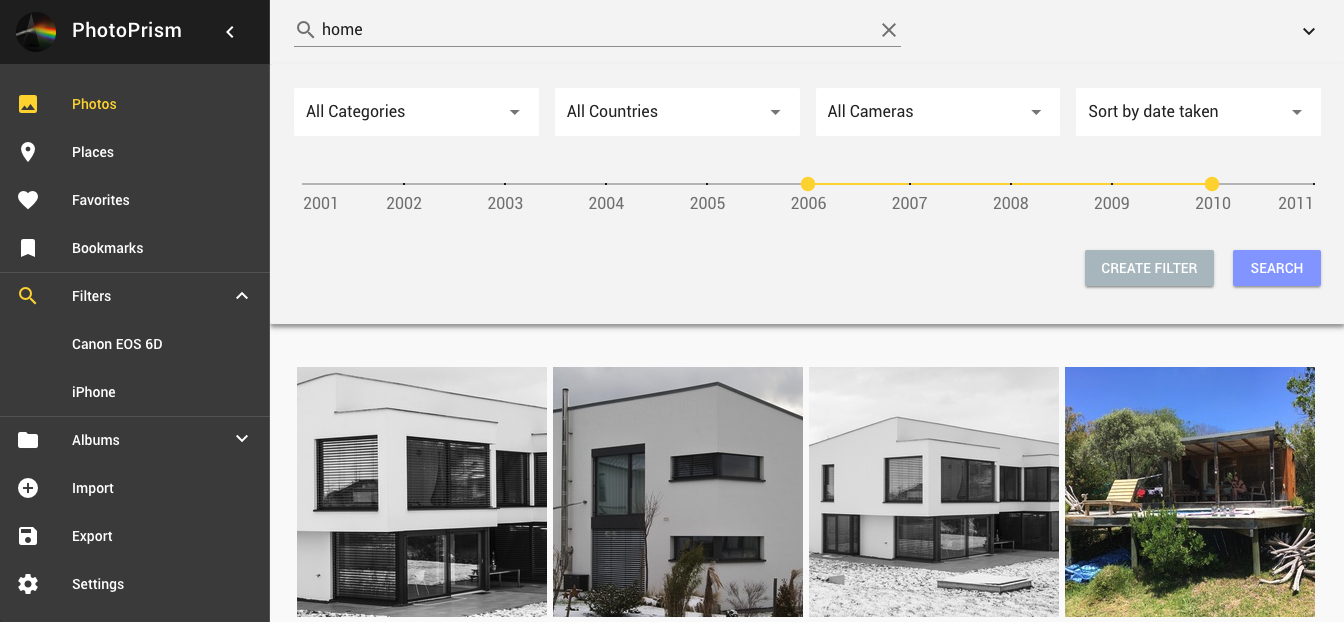 PhotoPrism
home
Photos
Places
Favorites
Bookmarks
Filters
Canon EOS 6D
iPhone
Albums
Import
Export
Settings
All Categories
All Countries
All Cameras
Sort by date taken
2001 2002 2003 2004 2005 2006 2007 2008 2009 2010 2011
CREATE FILTER
SEARCH